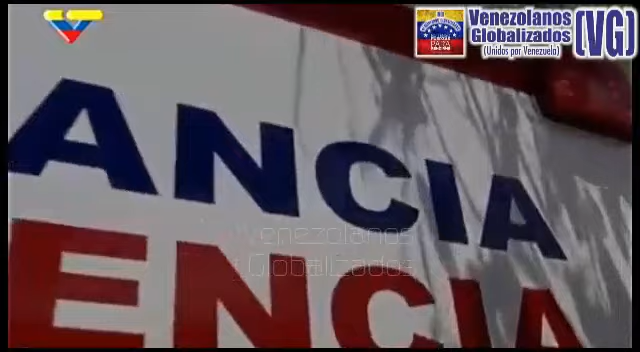 Venezolanos
Globalizados
(Unidos por Venezuela)
(VG)
ANCIA
ENCIA
Venezolanos
Globalizados